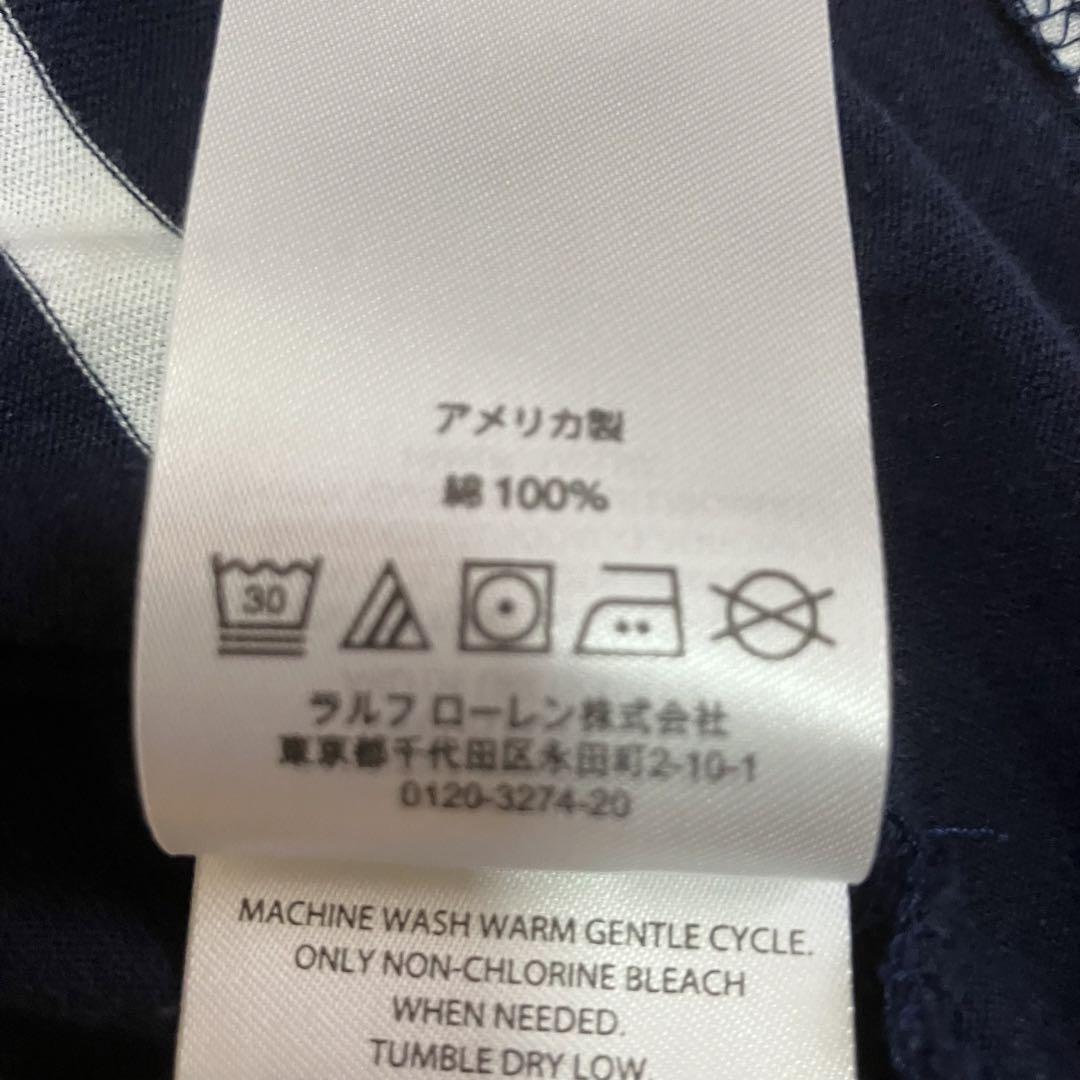 アメリカ製
綿 100%
30
ラルフ ローレン株式会社
東京都千代田区永田町2-10-1
0120-3274-20
MACHINE WASH WARM GENTLE CYCLE.
ONLY NON-CHLORINE BLEACH
WHEN NEEDED.
TUMBLE DRY LOW.